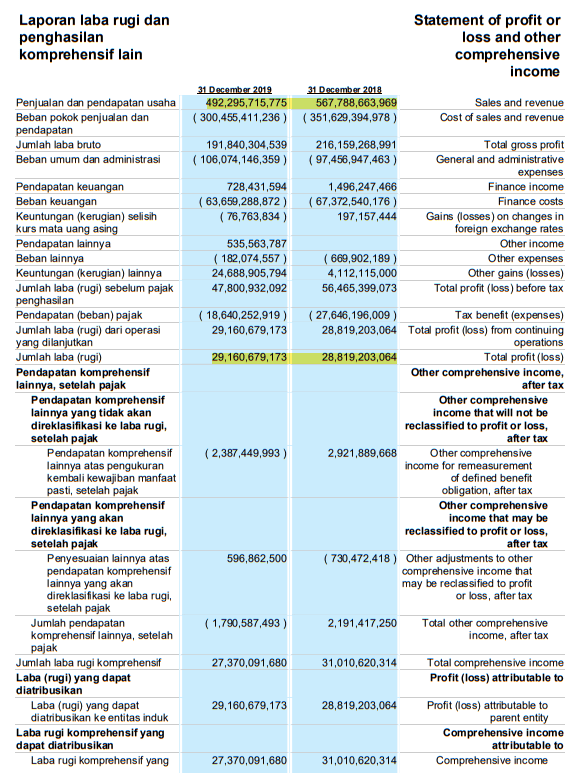 Laporan laba rugi dan
penghasilan
komprehensif lain
Statement of profit or
loss and other
comprehensive
income
31 December 2019 31 December 2018
Penjualan dan pendapatan usaha 492,295,715,775 567,788,663,969 Sales and revenue
Beban pokok penjualan dan
pendapatan ( 300,455,411,236 ) ( 351,629,394,978 ) Cost of sales and revenue
Jumlah laba bruto 191,840,304,539 216,159,268,991 Total gross profit
Beban umum dan administrasi ( 106,074,146,359 ) ( 97,456,947,463 ) General and administrative
expenses
Pendapatan keuangan 728,431,594 1,496,247,466 Finance income
Beban keuangan ( 63,659,288,872 ) ( 67,372,540,176 ) Finance costs
Keuntungan (kerugian) selisih
kurs mata uang asing ( 76,763,834 ) 197,157,444 Gains (losses) on changes in
foreign exchange rates
Pendapatan lainnya 535,563,787 Other income
Beban lainnya ( 182,074,557 ) ( 669,902,189 ) Other expenses
Keuntungan (kerugian) lainnya 24,688,905,794 4,112,115,000 Other gains (losses)
Jumlah laba (rugi) sebelum pajak
penghasilan 47,800,932,092 56,465,399,073 Total profit (loss) before tax
Pendapatan (beban) pajak ( 18,640,252,919 ) ( 27,646,196,009 ) Tax benefit (expenses)
Jumlah laba (rugi) dari operasi
yang dilanjutkan 29,160,679,173 28,819,203,064 Total profit (loss) from continuing
operations
Jumlah laba (rugi) 29,160,679,173 28,819,203,064 Total profit (loss)
Pendapatan komprehensif
lainnya, setelah pajak
Other comprehensive income,
after tax
Pendapatan komprehensif
lainnya yang tidak akan
direklasifikasi ke laba rugi,
setelah pajak
Other comprehensive
income that will not be
reclassified to profit or loss,
after tax
Pendapatan komprehensif
lainnya atas pengukuran
kembali kewajiban manfaat
pasti, setelah pajak
( 2,387,449,993 ) 2,921,889,668
Other comprehensive
income for remeasurement
of defined benefit
obligation, after tax
Pendapatan komprehensif
lainnya yang akan
direklasifikasi ke laba rugi,
setelah pajak
Other comprehensive
income that may be
reclassified to profit or loss,
after tax
Penyesuaian lainnya atas
pendapatan komprehensif
lainnya yang akan
direklasifikasi ke laba rugi,
setelah pajak
596,862,500 ( 730,472,418 )
Other adjustments to other
comprehensive income that
may be reclassified to profit
or loss, after tax
Jumlah pendapatan
komprehensif lainnya, setelah
pajak
( 1,790,587,493 ) 2,191,417,250
Total other comprehensive
income, after tax
Jumlah laba rugi komprehensif 27,370,091,680 31,010,620,314 Total comprehensive income
Laba (rugi) yang dapat
diatribusikan
Profit (loss) attributable to
Laba (rugi) yang dapat
diatribusikan ke entitas induk
29,160,679,173 28,819,203,064
Profit (loss) attributable to
parent entity
Laba rugi komprehensif yang
dapat diatribusikan
Comprehensive income
attributable to
Laba rugi komprehensif yang 27,370,091,680 31,010,620,314 Comprehensive income